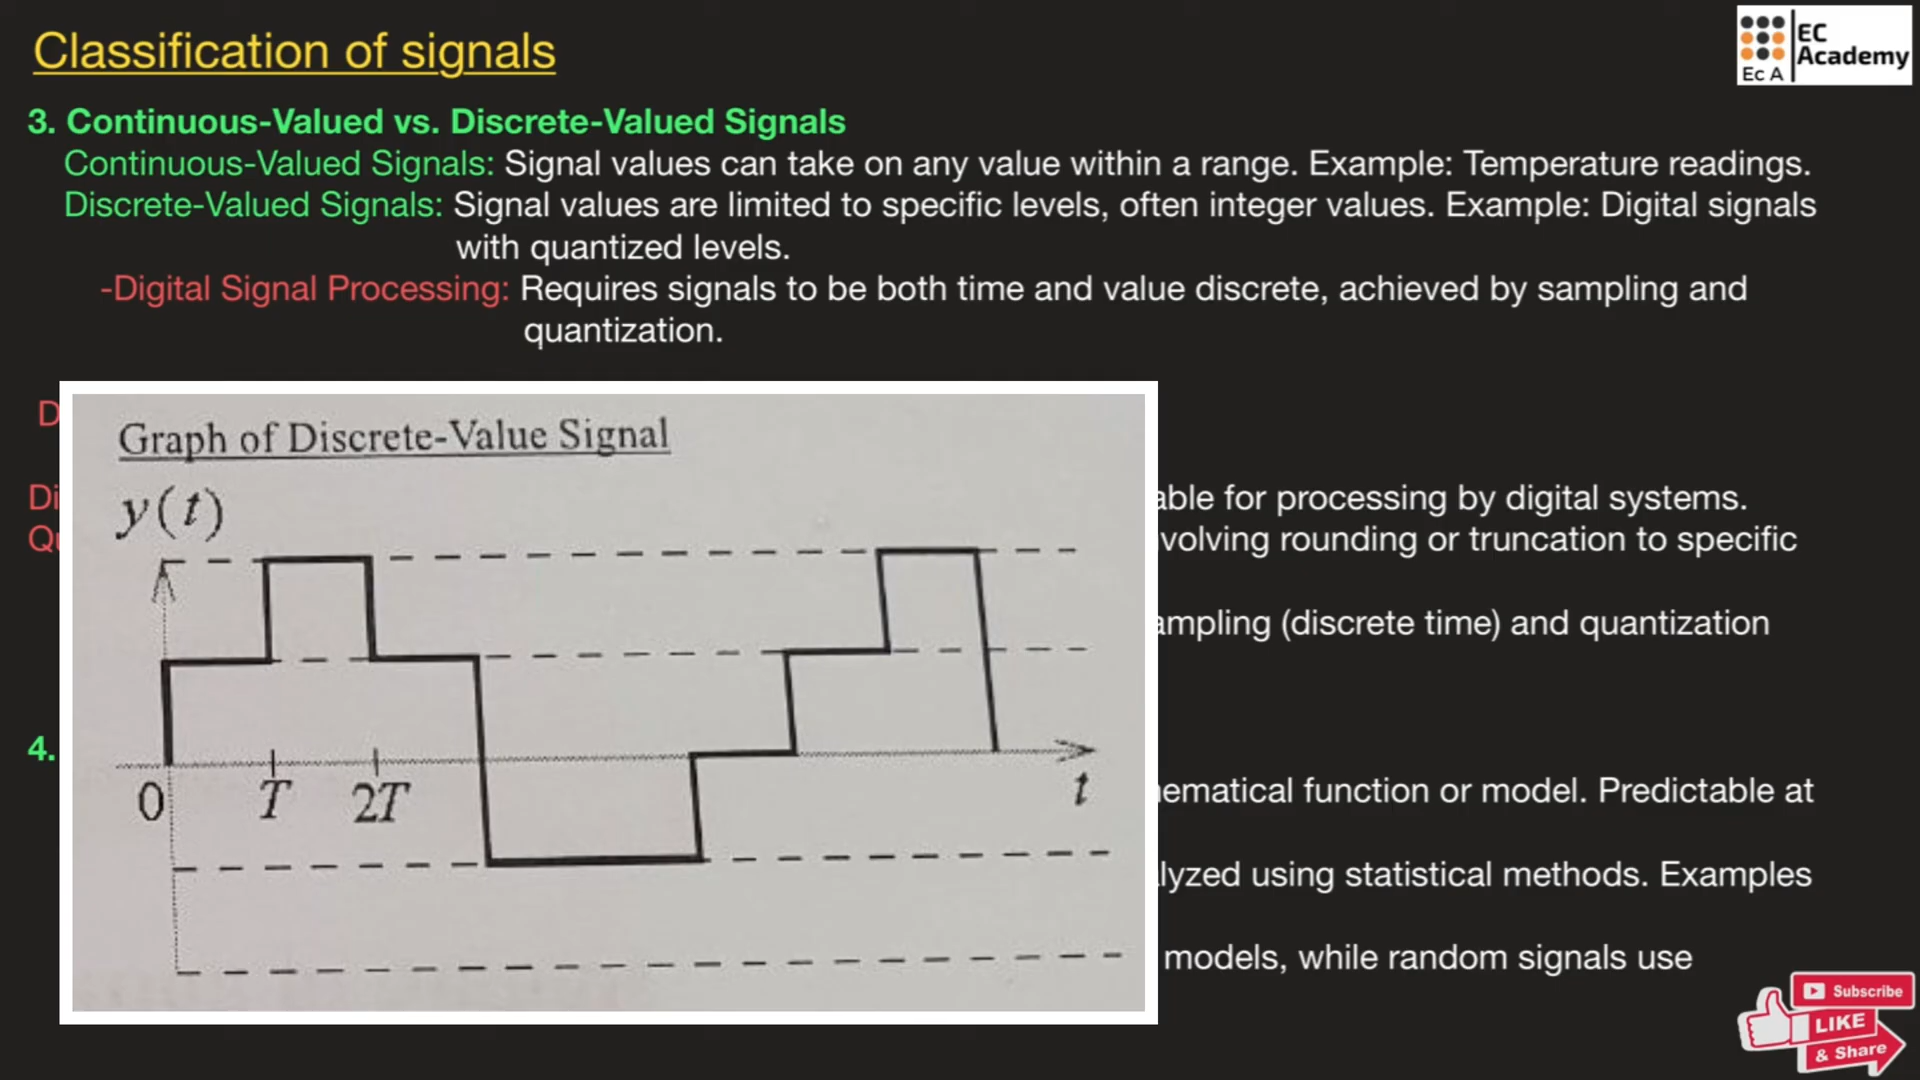 Classification of signals
EC
Academy
Ec A
3. Continuous-Valued vs. Discrete-Valued Signals
Continuous-Valued Signals: Signal values can take on any value within a range. Example: Temperature readings.
Discrete-Valued Signals: Signal values are limited to specific levels, often integer values. Example: Digital signals
with quantized levels.
-Digital Signal Processing: Requires signals to be both time and value discrete, achieved by sampling and
quantization.
Graph of Discrete-Value Signal
for processing by digital systems.
y(t)
rounding or truncation to specific
(discrete time) and quantization
4.
0 T 2T t
function or model. Predictable at
using statistical methods. Examples
models, while random signals use
Subscribe
LIKE
& Share